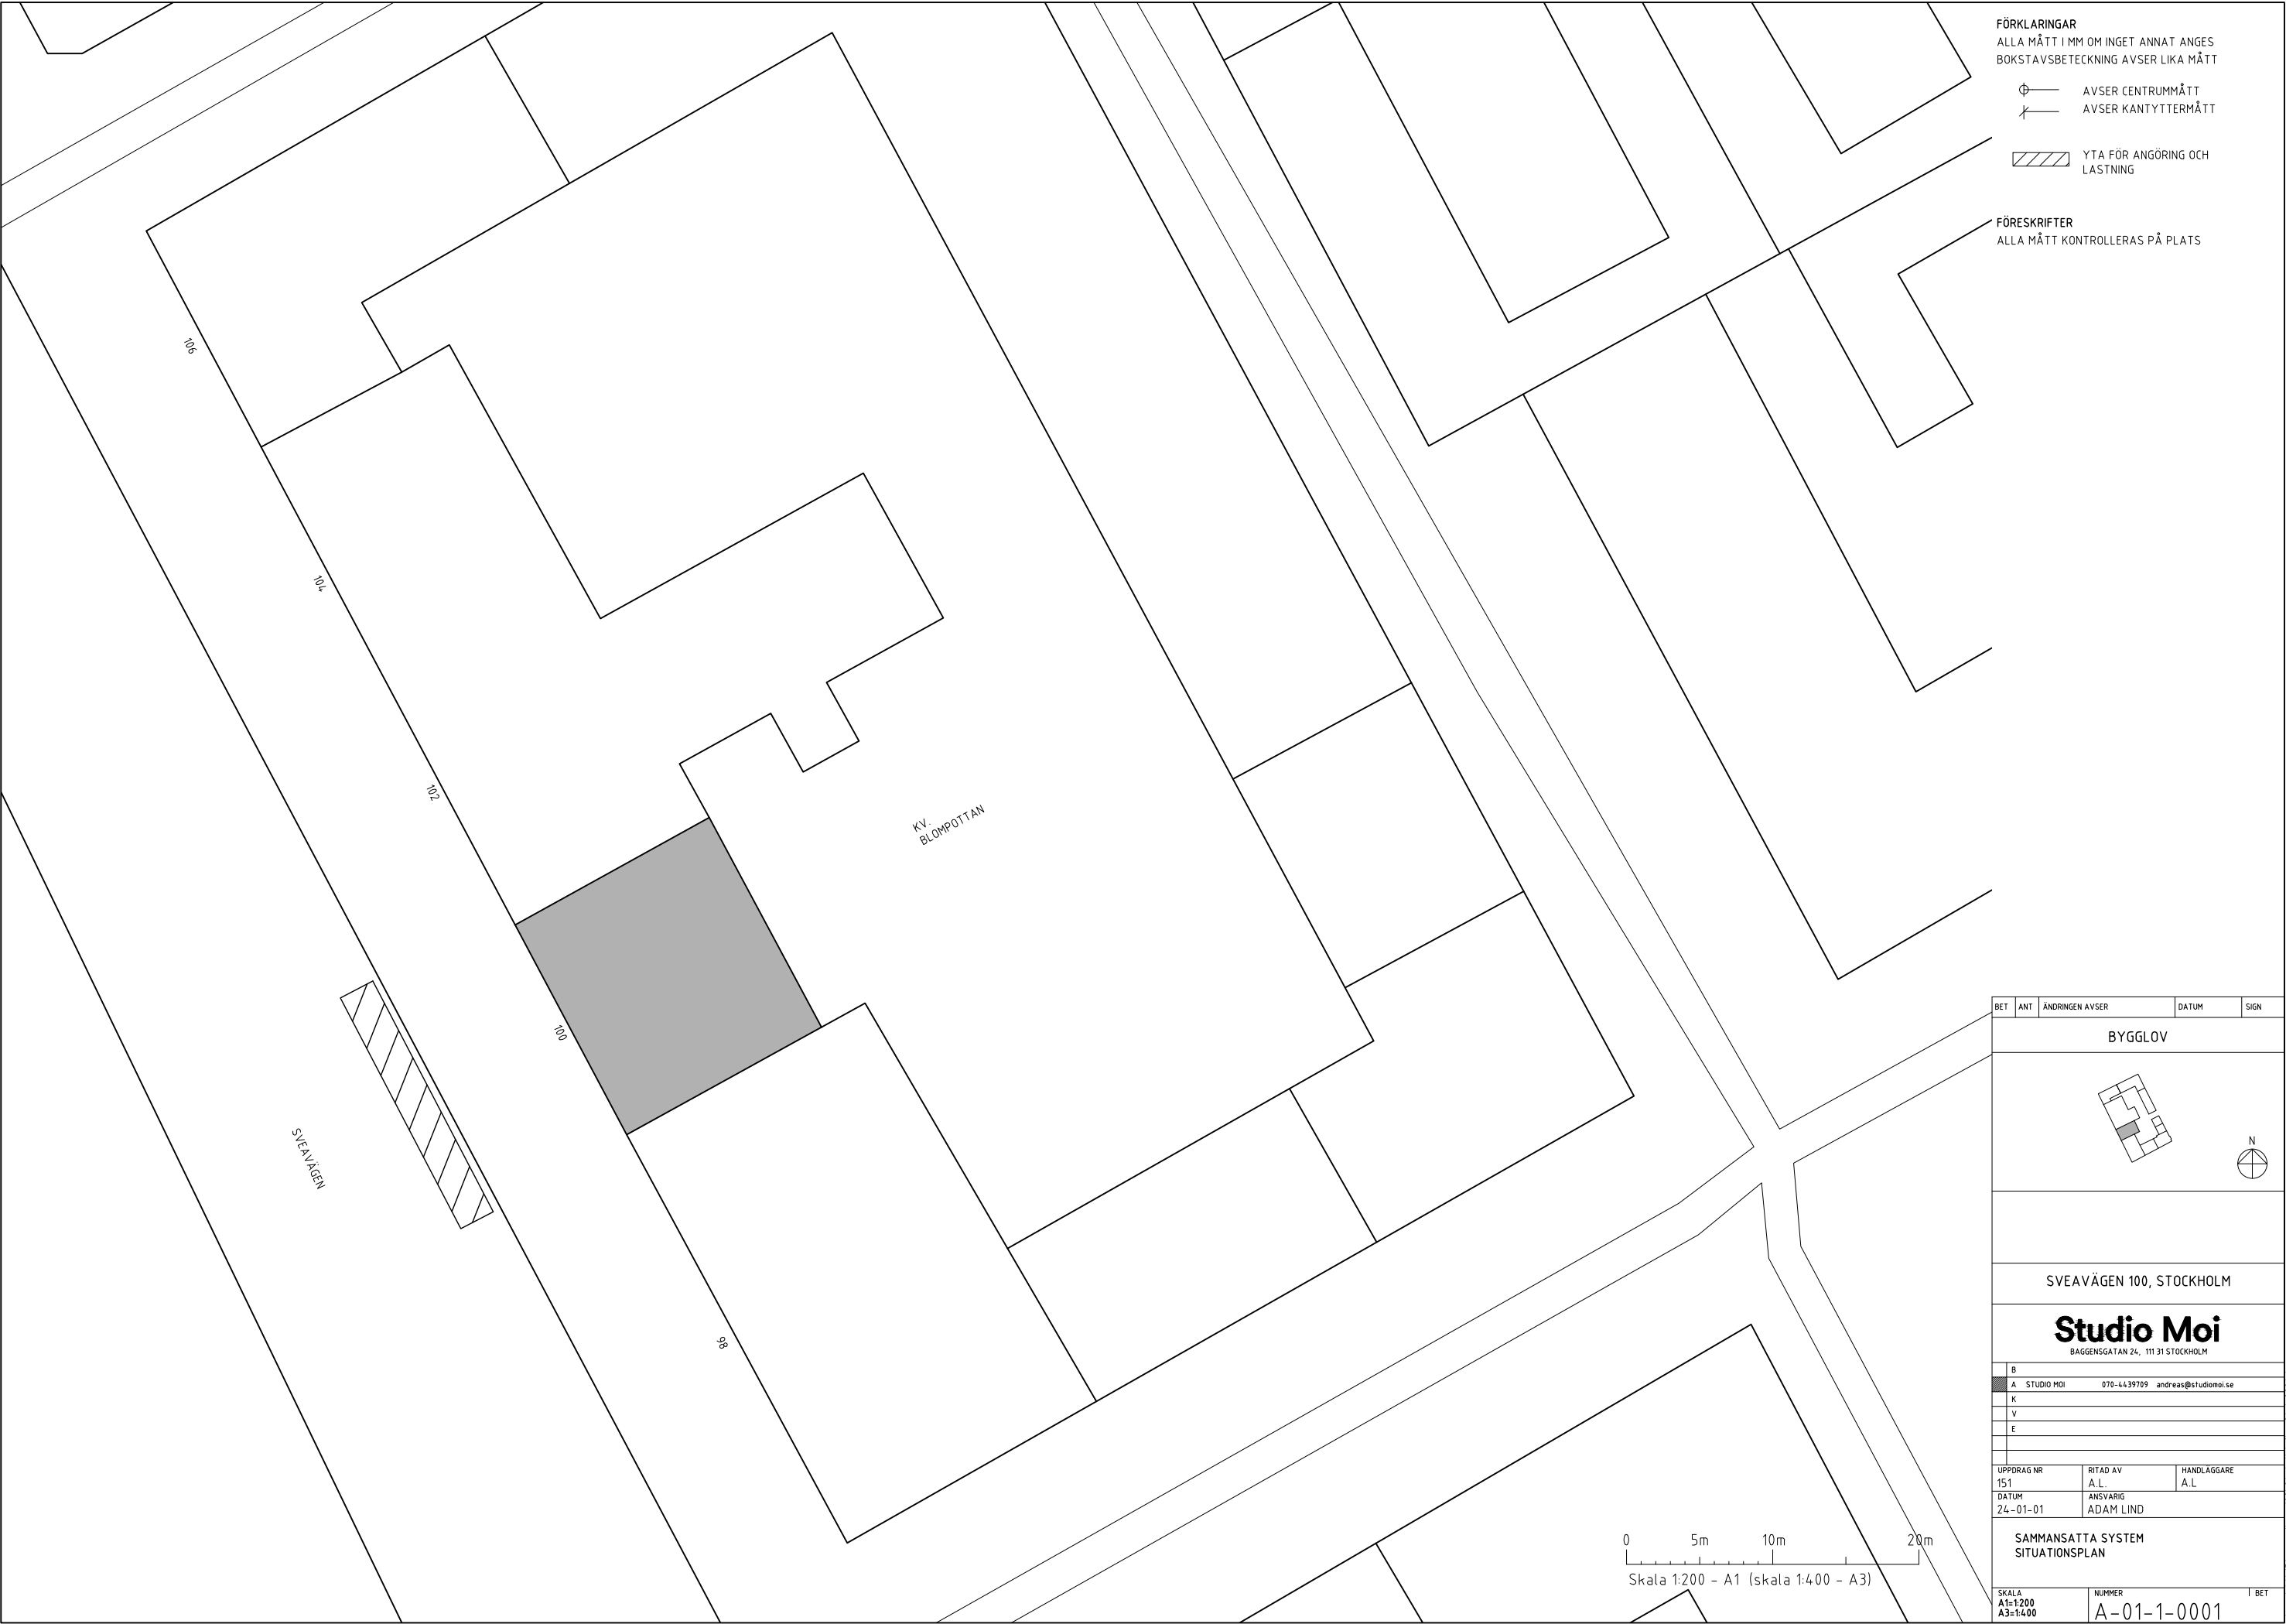 FÖRKLARINGAR
ALLA MÅTT I MM OM INGET ANNAT ANGES
BOKSTAVSBETECKNING AVSER LIKA MÅTT
AVSER CENTRUMMÅTT
AVSER KANTYTTERMÅTT
YTA FÖR ANGÖRING OCH
LASTNING
FÖRESKRIFTER
ALLA MÅTT KONTROLLERAS PÅ PLATS
106
104
102
KV.
BLOMPOTTAN
100
SVEAVÄGEN
98
0 5m 10m 20m
Skala 1:200 - A1 (skala 1:400 - A3)
BET ANT ÄNDRINGEN AVSER DATUM SIGN
BYGGLOV
N
SVEAVÄGEN 100, STOCKHOLM
Studio Moi
BAGGENSGATAN 24, 111 31 STOCKHOLM
B
A STUDIO MOI 070-4439709 andreas@studiomoi.se
K
V
E
UPPDRAG NR RITAD AV HANDLÄGGARE
151 A.L. A.L
DATUM ANSVARIG
24-01-01 ADAM LIND
SAMMANSATTA SYSTEM
SITUATIONSPLAN
SKALA NUMMER BET
A1=1:200
A3=1:400 A-01-1-0001